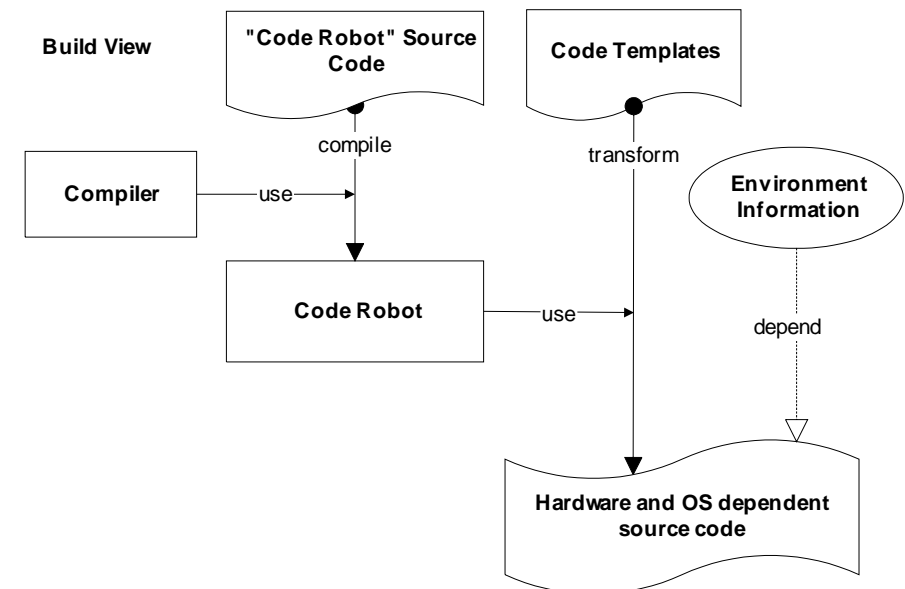 Build View
"Code Robot" Source
Code
Code Templates
compile
transform
Compiler
use
Environment
Information
Code Robot
use
depend
Hardware and OS dependent
source code